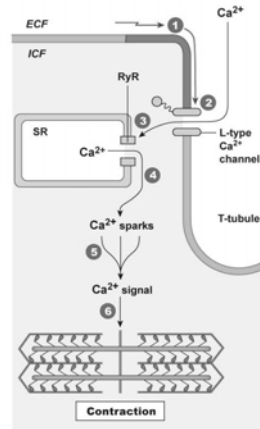 ECF
1
Ca2+
ICF
RyR
2
3
SR
L-type
Ca2+
channel
Ca2+
4
T-tubule
Ca2+ sparks
5
Ca2+ signal
6
Contraction